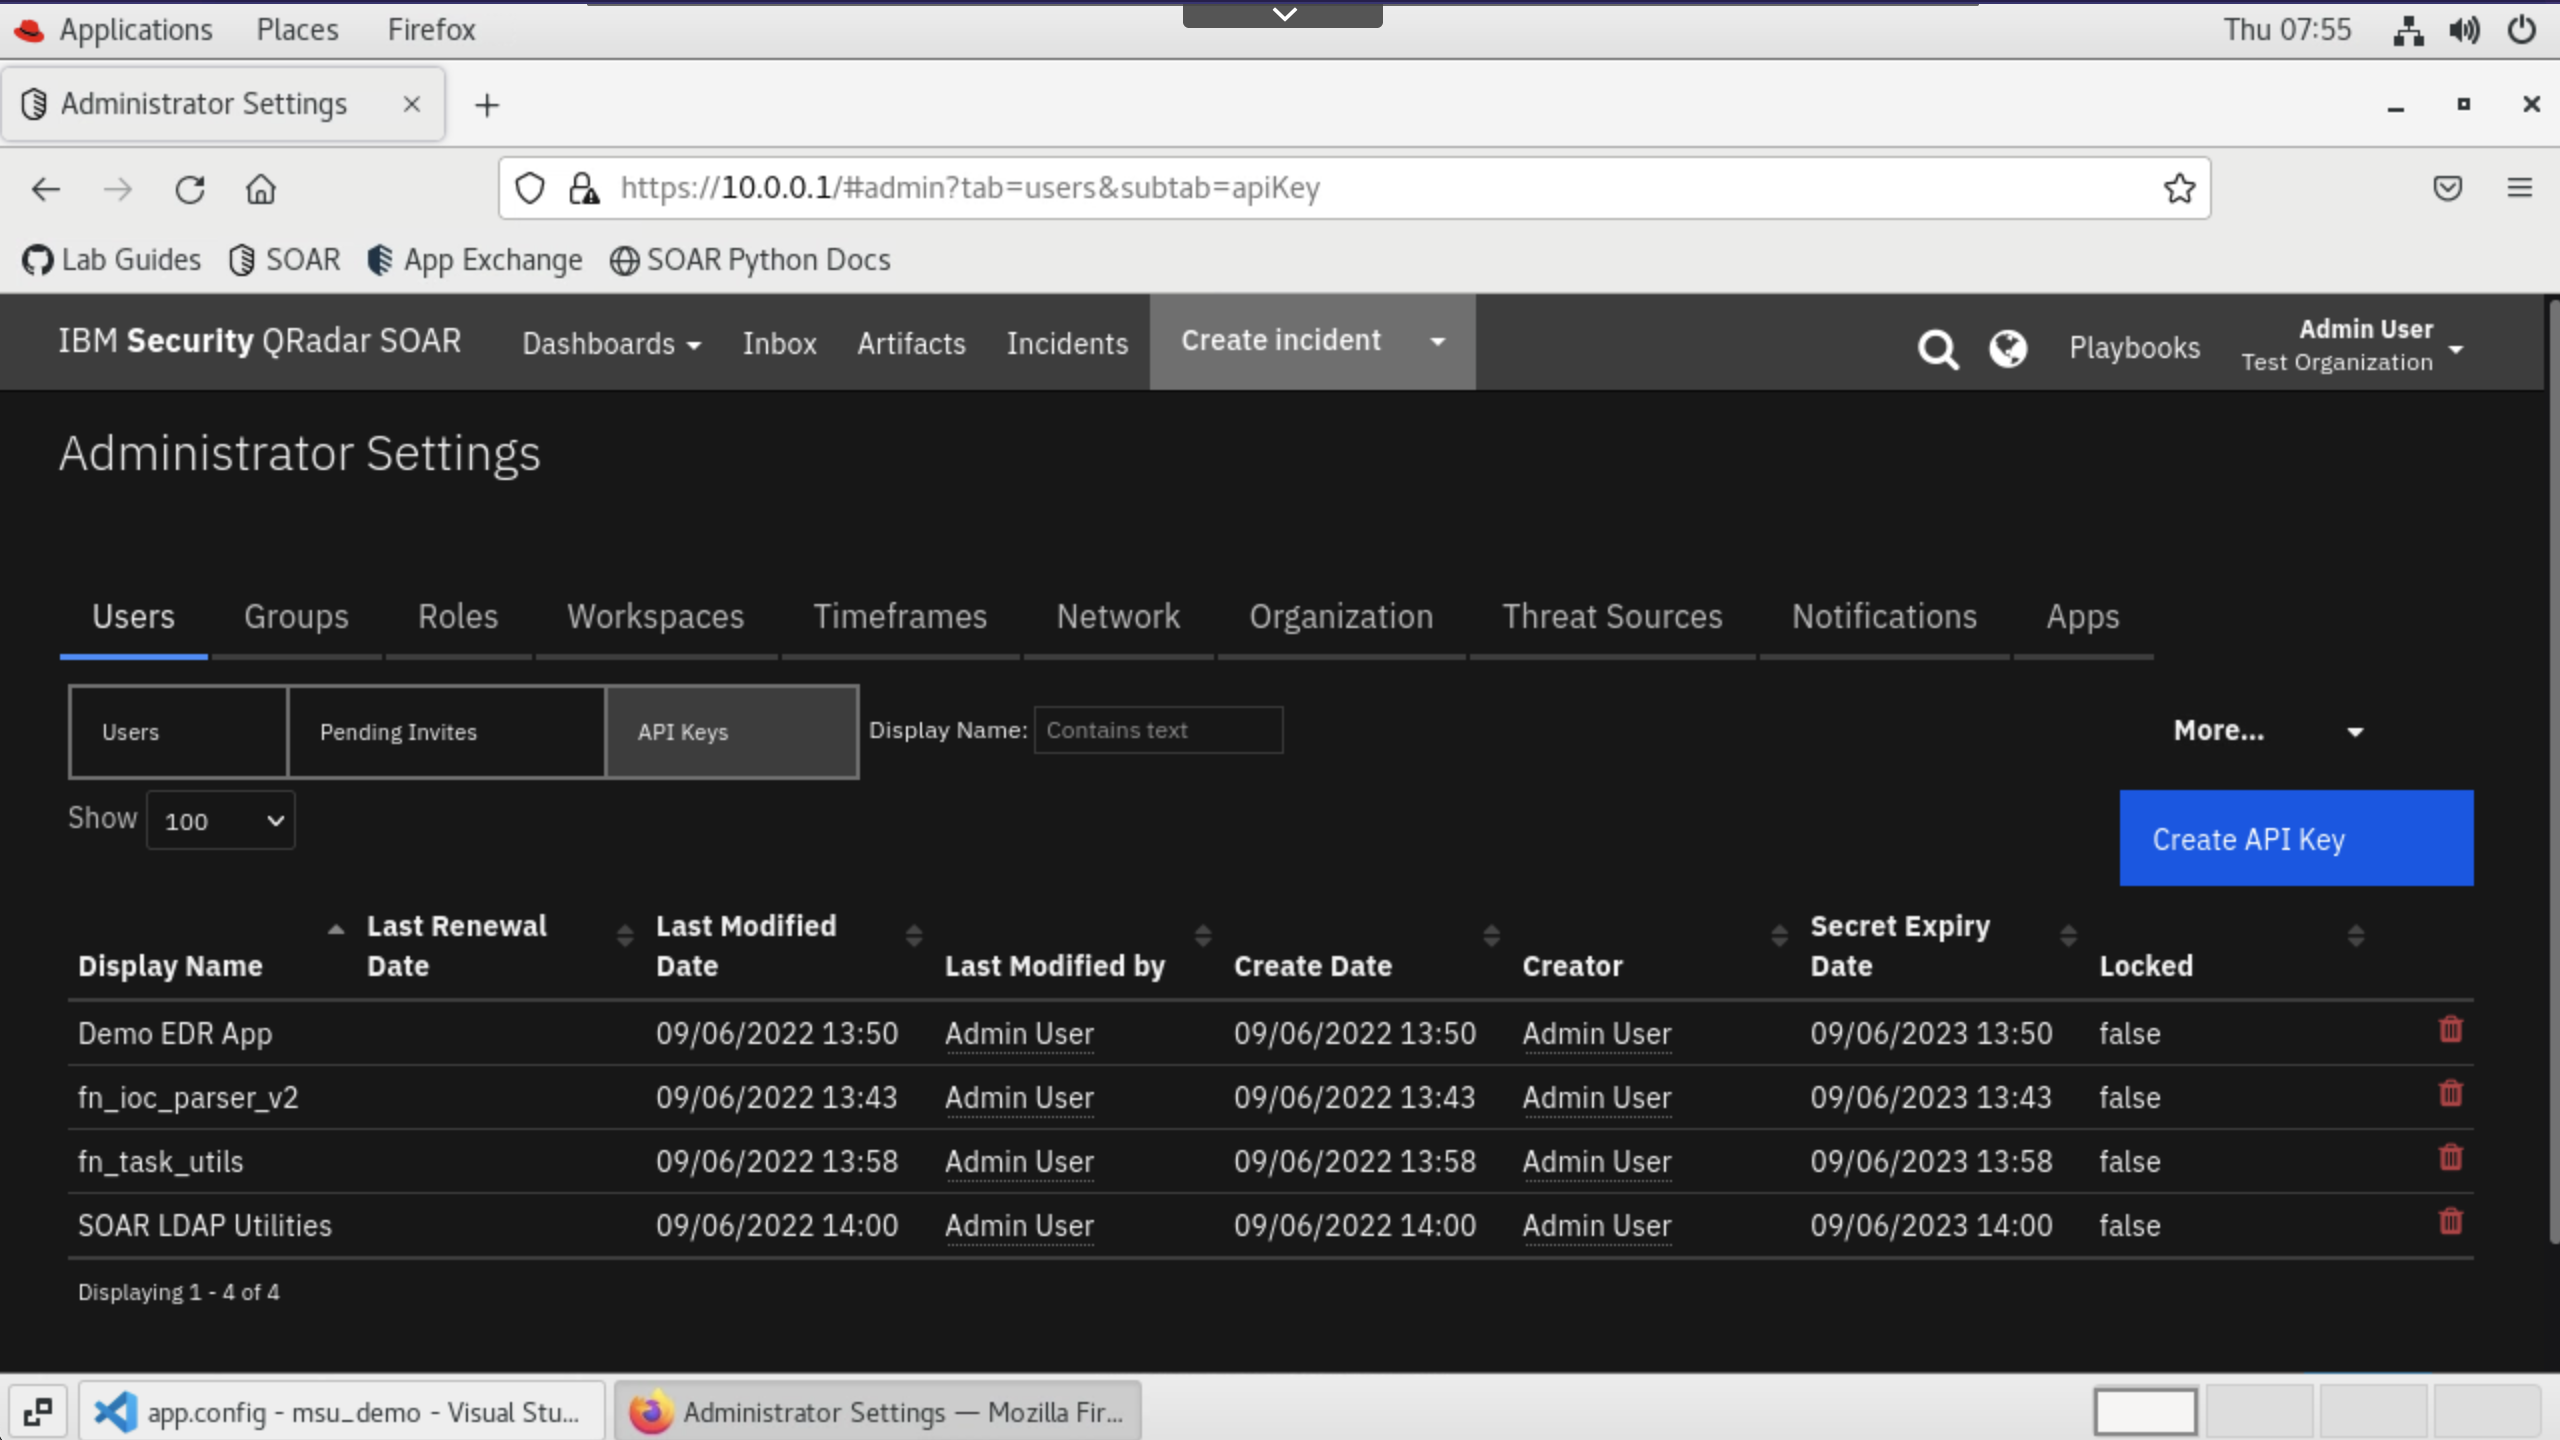 Applications Places Firefox Thu 07:55
Administrator Settings
https://10.0.0.1/#admin?tab=users&subtab=apiKey
Lab Guides SOAR App Exchange SOAR Python Docs
IBM Security QRadar SOAR Dashboards Inbox Artifacts Incidents Create incident Playbooks Admin User
Test Organization
Administrator Settings
Users Groups Roles Workspaces Timeframes Network Organization Threat Sources Notifications Apps
Users Pending Invites API Keys Display Name: Contains text More...
Show 100 Create API Key
Display Name Last Renewal Date Last Modified Date Last Modified by Create Date Creator Secret Expiry Date Locked
Demo EDR App 09/06/2022 13:50 Admin User 09/06/2022 13:50 Admin User 09/06/2023 13:50 false
fn_ioc_parser_v2 09/06/2022 13:43 Admin User 09/06/2022 13:43 Admin User 09/06/2023 13:43 false
fn_task_utils 09/06/2022 13:58 Admin User 09/06/2022 13:58 Admin User 09/06/2023 13:58 false
SOAR LDAP Utilities 09/06/2022 14:00 Admin User 09/06/2022 14:00 Admin User 09/06/2023 14:00 false
Displaying 1 - 4 of 4
app.config - msu_demo - Visual Stu... Administrator Settings — Mozilla Fir...